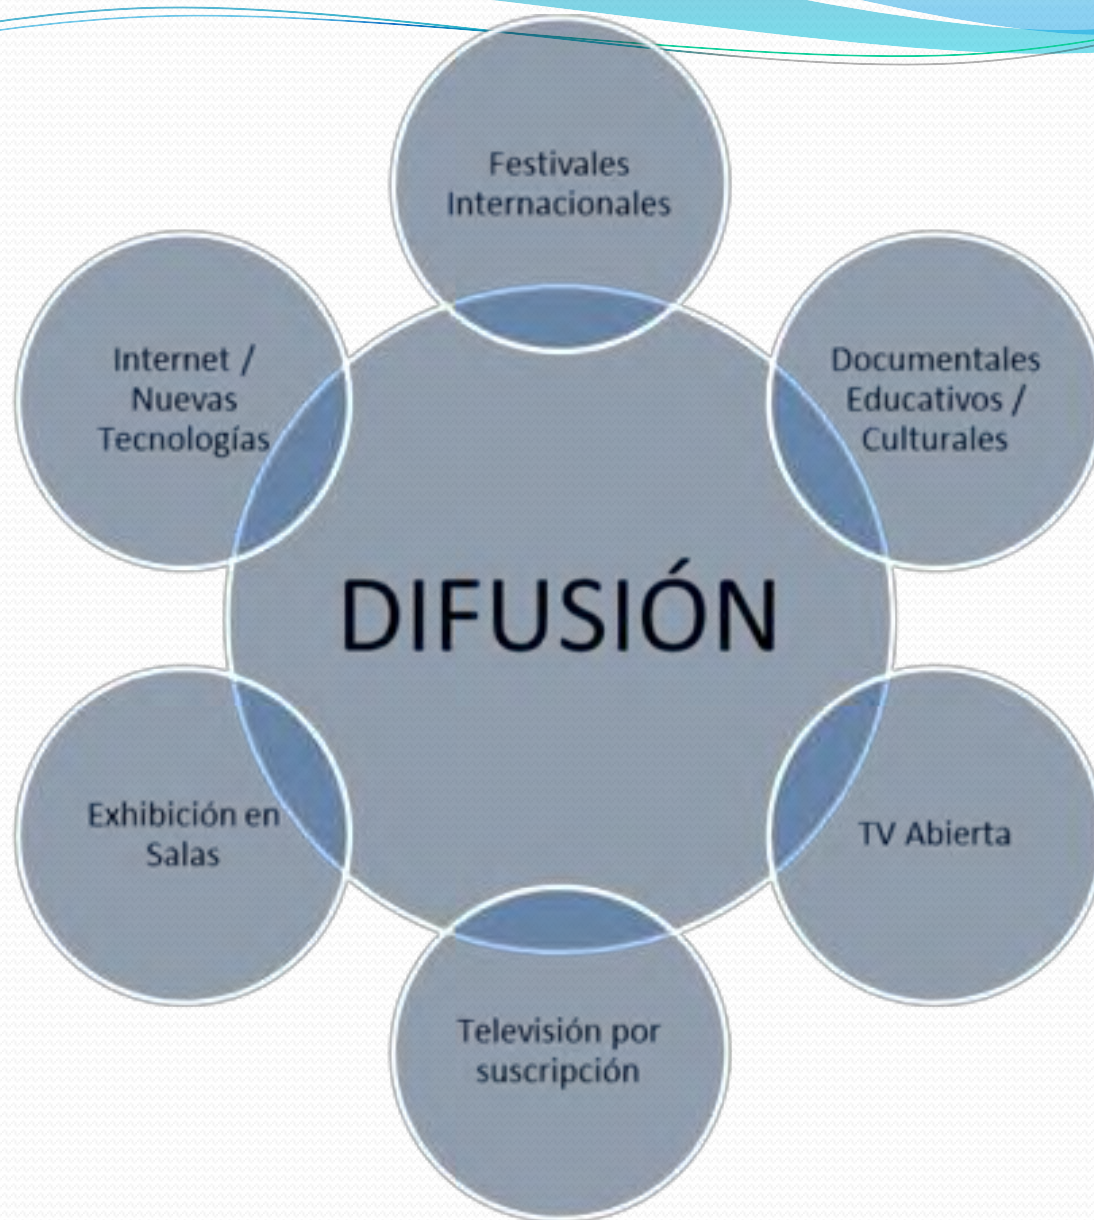 Festivales
Internacionales
Internet /
Nuevas
Tecnologías
Documentales
Educativos /
Culturales
DIFUSIÓN
Exhibición en
Salas
TV Abierta
Televisión por
suscripción